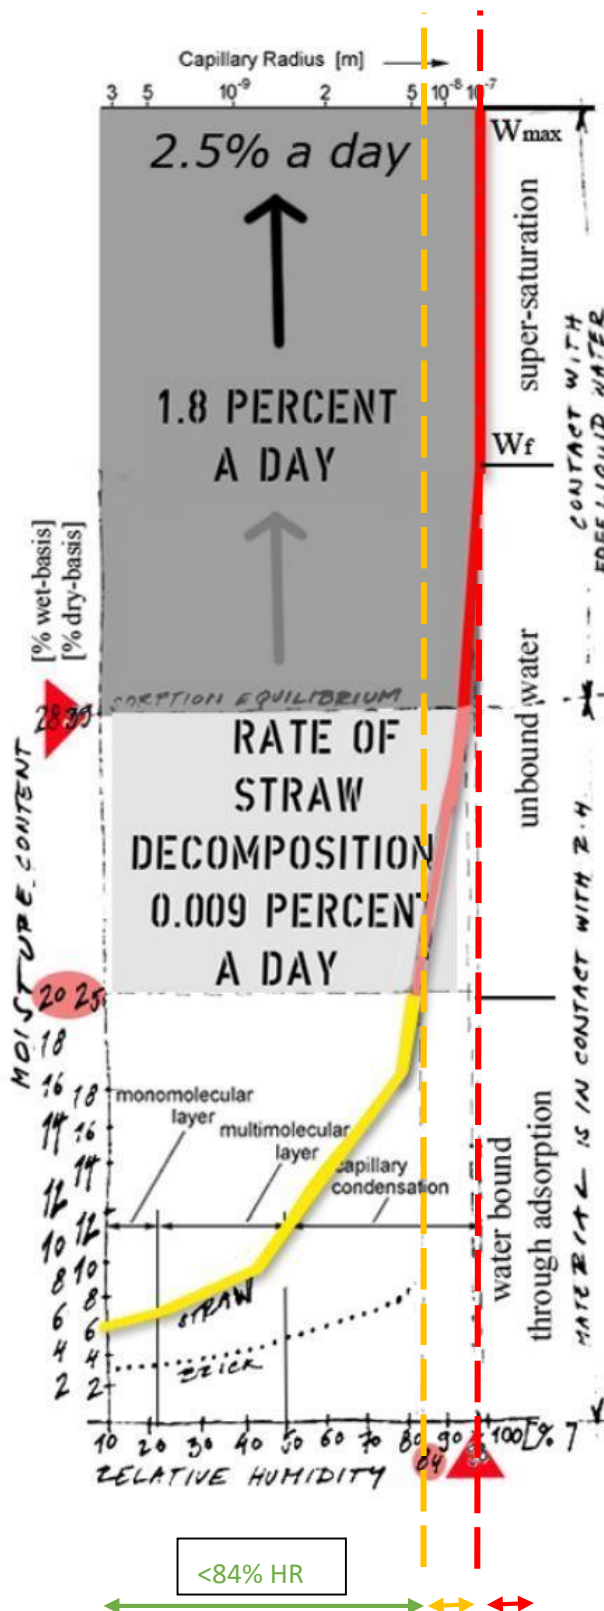 Capillary Radius [m]
3 5 10⁻⁹ 2 5 10⁻⁸ 10⁻⁷
2.5% a day
Wmax
super-saturation
CONTACT WITH
FREE LIQUID WATER
1.8 PERCENT
A DAY
Wf
[% wet-basis]
[% dry-basis]
SORPTION EQUILIBRIUM
28 39
unbound water
RATE OF
STRAW
DECOMPOSITION
0.009 PERCENT
A DAY
MOISTURE CONTENT
20 25
18
16 18
14 16
14
12
12
10
10
8
8
6
6
4
4
2
2
monomolecular
layer
multimolecular
layer
capillary
condensation
water bound
through adsorption
MATERIAL IS IN CONTACT WITH R.H
STRAW
BRICK
10 20 30 40 50 60 70 80 90 100 [%]
84
RELATIVE HUMIDITY
<84% HR